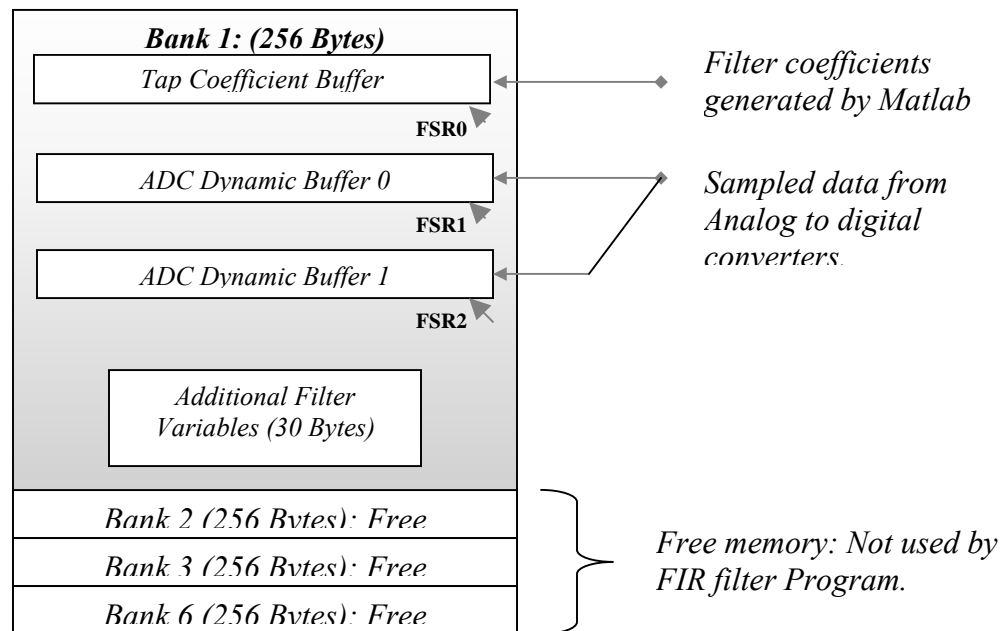 Bank 1: (256 Bytes)
Tap Coefficient Buffer
FSR0
ADC Dynamic Buffer 0
FSR1
ADC Dynamic Buffer 1
FSR2
Additional Filter
Variables (30 Bytes)
Bank 2 (256 Bytes): Free
Bank 3 (256 Bytes): Free
Bank 6 (256 Bytes): Free
Filter coefficients
generated by Matlab
Sampled data from
Analog to digital
converters.
Free memory: Not used by
FIR filter Program.